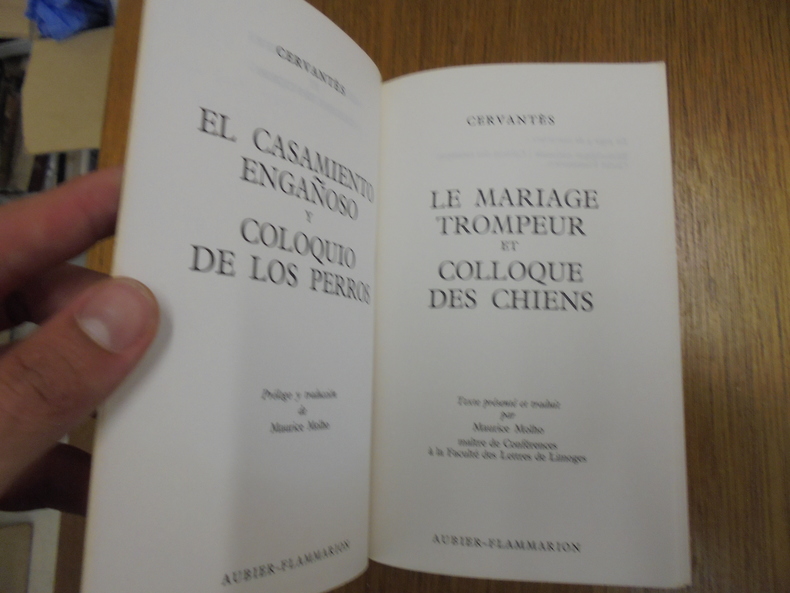 CERVANTÈS
EL CASAMIENTO
ENGAÑOSO
Y
COLOQUIO
DE LOS PERROS
Prólogo y traducción
de
Maurice Molho
AUBIER-FLAMMARION
CERVANTÈS
LE MARIAGE
TROMPEUR
ET
COLLOQUE
DES CHIENS
Texte présenté et traduit
par
Maurice Molho
maître de Conférences
à la Faculté des Lettres de Limoges
AUBIER-FLAMMARION